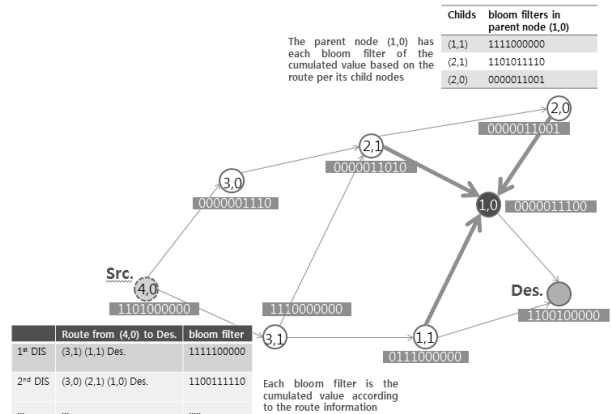 Childs bloom filters in parent node (1,0)
(1,1) 1111000000
(2,1) 1101011110
(2,0) 0000011001
The parent node (1,0) has
each bloom filter of the
cumulated value based on the
route per its child nodes
2,0
0000011001
2,1
0000011010
3,0
0000001110
1,0
0000011100
Src.
4,0
1101000000
Des.
1100100000
1110000000
3,1
1,1
0111000000
Route from (4,0) to Des. bloom filter
1st DIS (3,1) (1,1) Des. 1111100000
2nd DIS (3,0) (2,1) (1,0) Des. 1100111110
... ... .....
Each bloom filter is the
cumulated value according
to the route information